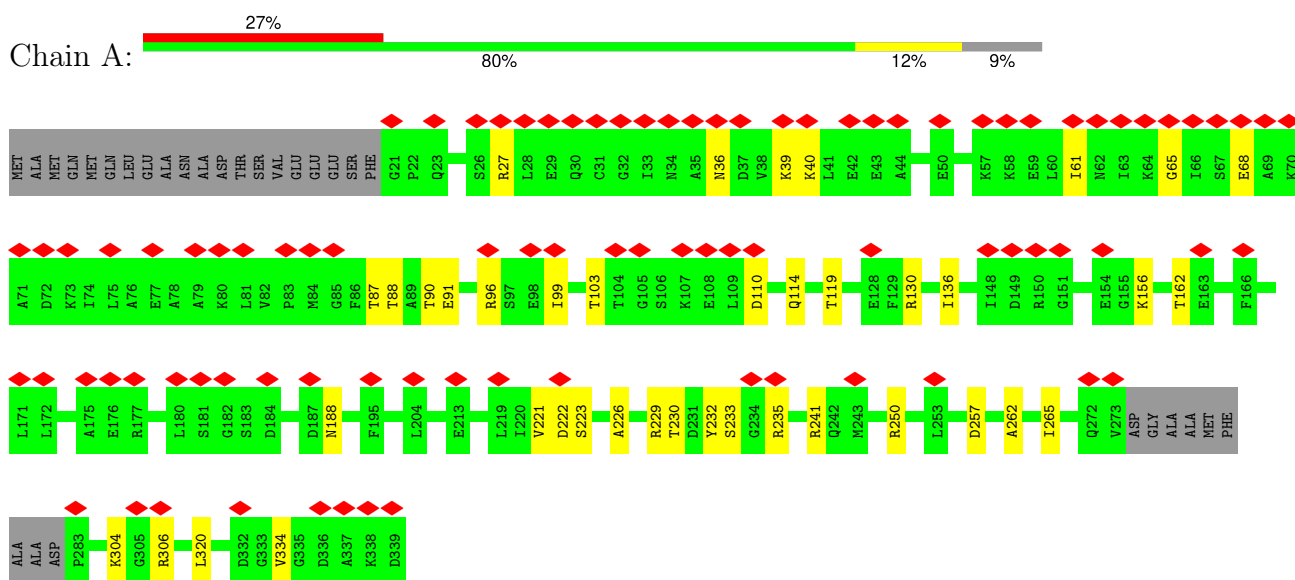 27%
Chain A:
80% 12% 9%
MET ALA MET GLN MET GLN LEU GLU ALA ASN ALA ASP THR SER VAL GLU GLU GLU SER PHE G21 P22 Q23 S26 R27 L28 E29 Q30 C31 G32 I33 N34 A35 N36 D37 V38 K39 K40 L41 E42 E43 A44 E50 K57 K58 E59 L60 I61 N62 I63 K64 G65 I66 S67 E68 A69 K70
A71 D72 K73 I74 L75 A76 E77 A78 A79 K80 L81 V82 P83 M84 G85 F86 T87 T88 A89 T90 E91 R96 S97 E98 I99 T103 T104 G105 S106 K107 E108 L109 D110 Q114 T119 E128 F129 R130 I136 I148 D149 R150 G151 E154 G155 K156 T162 E163 F166
L171 L172 A175 E176 R177 L180 S181 G182 S183 D184 D187 N188 F195 L204 E213 L219 I220 V221 D222 S223 A226 R229 T230 D231 Y232 S233 G234 R235 R241 Q242 M243 R250 L253 D257 A262 I265 Q272 V273 ASP GLY ALA ALA MET PHE
ALA ALA ASP P283 K304 G305 R306 L320 D332 G333 V334 G335 D336 A337 K338 D339